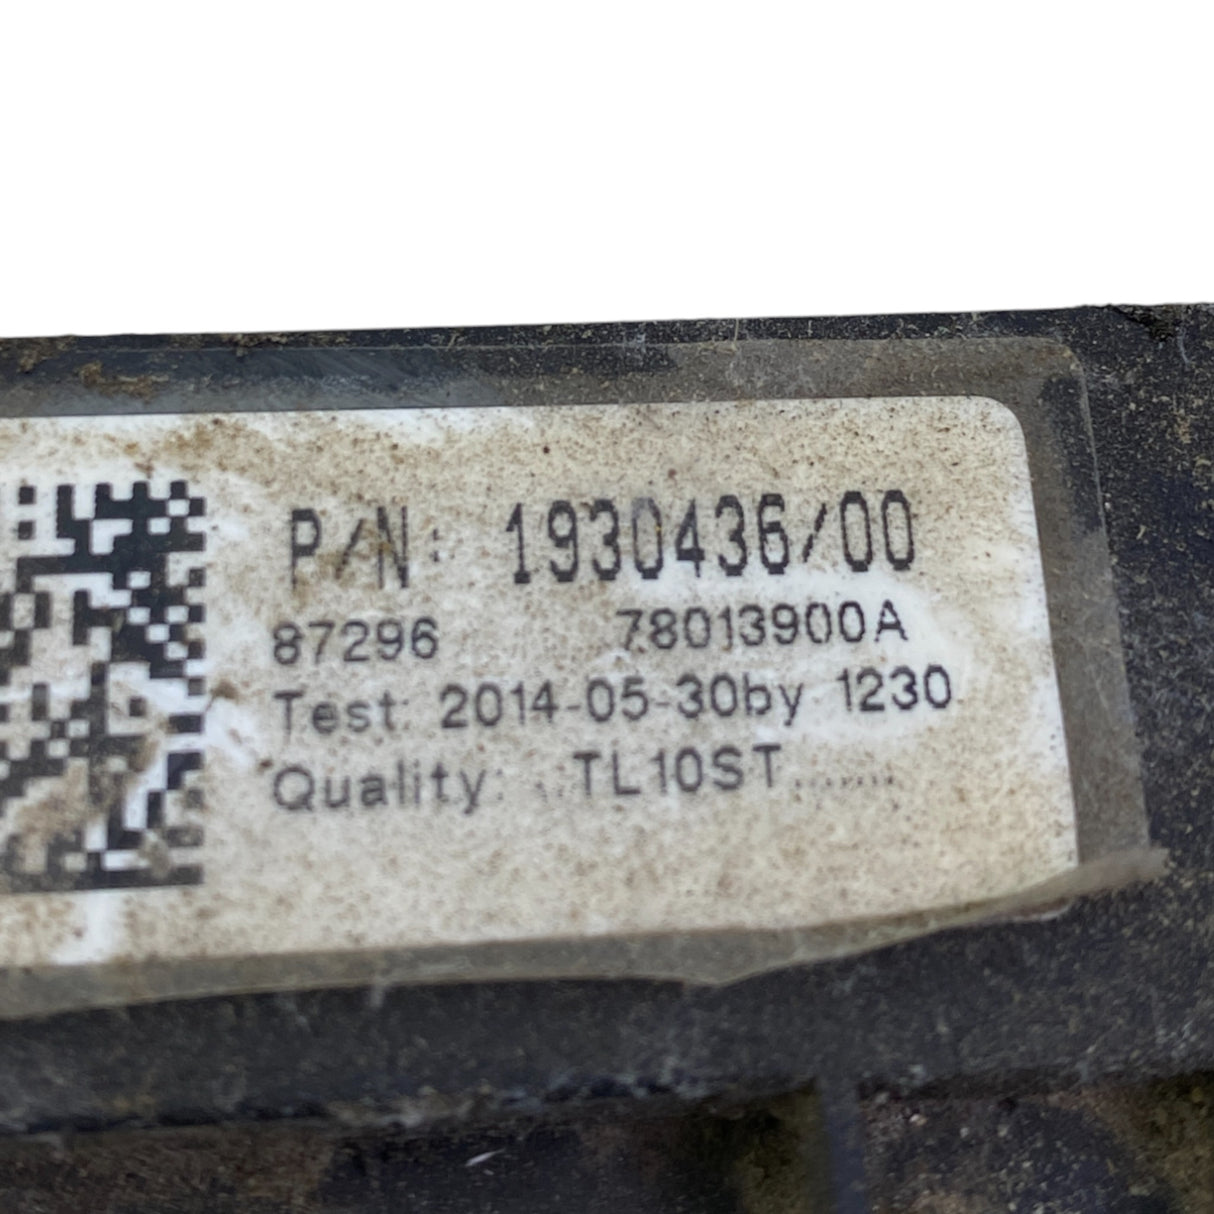 P/N: 1930436/00
87296 78013900A
Test: 2014-05-30by 1230
Quality: ..TL10ST.......